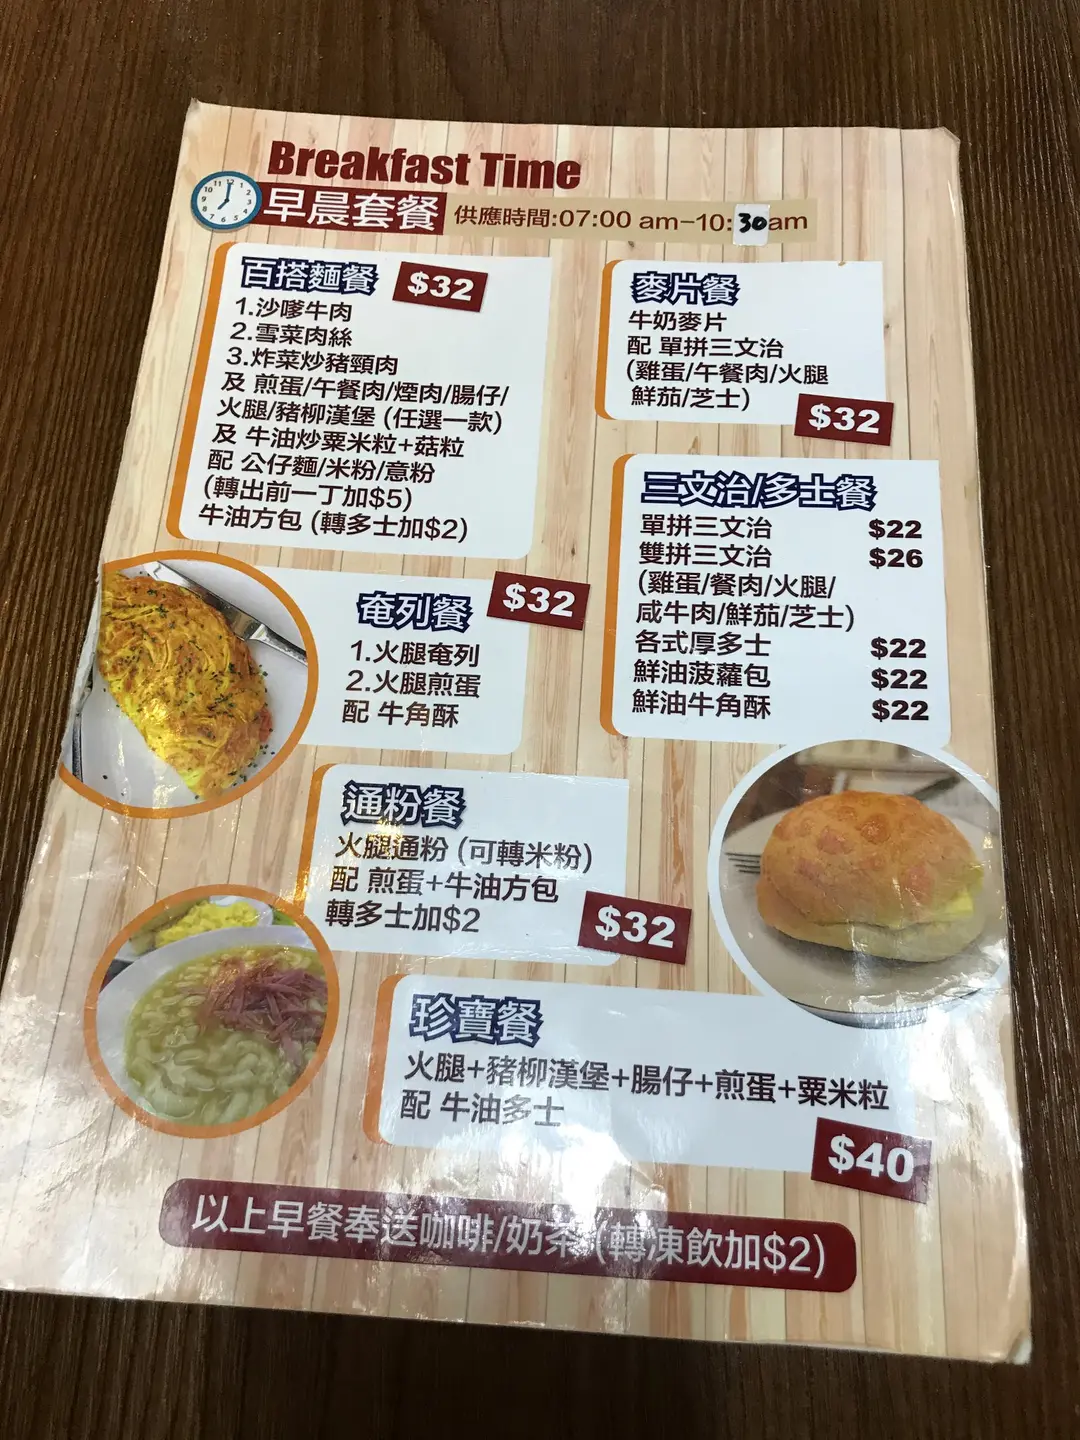 Breakfast Time
早晨套餐 供應時間:07:00 am-10:30am
百搭麵餐 $32
1.沙嗲牛肉
2.雪菜肉絲
3.炸菜炒豬頸肉
及 煎蛋/午餐肉/煙肉/腸仔/
火腿/豬柳漢堡 (任選一款)
及 牛油炒粟米粒+菇粒
配 公仔麵/米粉/意粉
(轉出前一丁加$5)
牛油方包 (轉多士加$2)
麥片餐
牛奶麥片
配 單拼三文治
(雞蛋/午餐肉/火腿
鮮茄/芝士)
$32
三文治/多士餐
單拼三文治 $22
雙拼三文治 $26
(雞蛋/餐肉/火腿/
咸牛肉/鮮茄/芝士)
各式厚多士 $22
鮮油菠蘿包 $22
鮮油牛角酥 $22
奄列餐 $32
1.火腿奄列
2.火腿煎蛋
配 牛角酥
通粉餐
火腿通粉 (可轉米粉)
配 煎蛋+牛油方包
轉多士加$2
$32
珍寶餐
火腿+豬柳漢堡+腸仔+煎蛋+粟米粒
配 牛油多士
$40
以上早餐奉送咖啡/奶茶 (轉凍飲加$2)